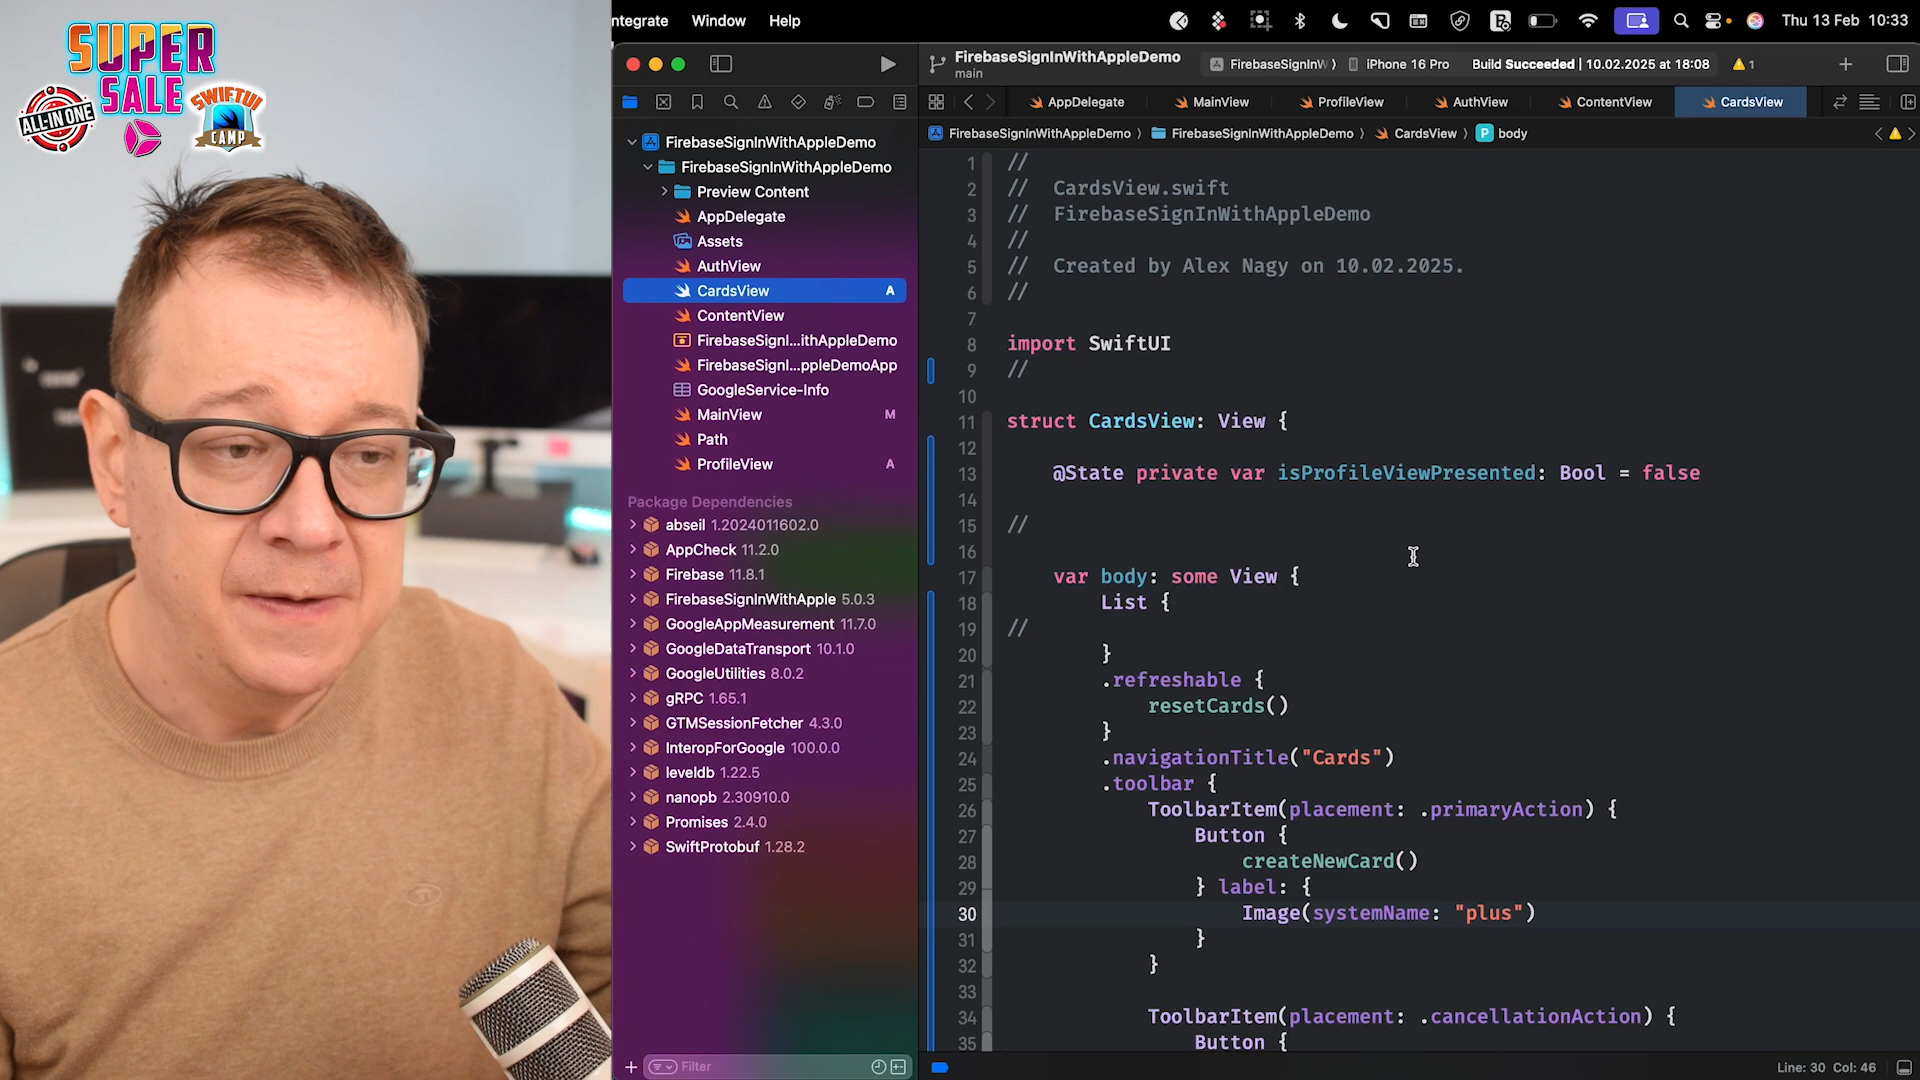 SUPER
SALE
ALL-IN ONE
SWIFTUI
CAMP
ntegrate Window Help
Thu 13 Feb 10:33
FirebaseSignInWithAppleDemo
main
FirebaseSignInW
iPhone 16 Pro
Build Succeeded | 10.02.2025 at 18:08
1
AppDelegate
MainView
ProfileView
AuthView
ContentView
CardsView
FirebaseSignInWithAppleDemo
FirebaseSignInWithAppleDemo
CardsView
P body
FirebaseSignInWithAppleDemo
FirebaseSignInWithAppleDemo
Preview Content
AppDelegate
Assets
AuthView
CardsView A
ContentView
FirebaseSignI...ithAppleDemo
FirebaseSignI...ppleDemoApp
GoogleService-Info
MainView M
Path
ProfileView A
Package Dependencies
abseil 1.2024011602.0
AppCheck 11.2.0
Firebase 11.8.1
FirebaseSignInWithApple 5.0.3
GoogleAppMeasurement 11.7.0
GoogleDataTransport 10.1.0
GoogleUtilities 8.0.2
gRPC 1.65.1
GTMSessionFetcher 4.3.0
InteropForGoogle 100.0.0
leveldb 1.22.5
nanopb 2.30910.0
Promises 2.4.0
SwiftProtobuf 1.28.2
Filter
1 //
2 // CardsView.swift
3 // FirebaseSignInWithAppleDemo
4 //
5 // Created by Alex Nagy on 10.02.2025.
6 //
7
8 import SwiftUI
9 //
10
11 struct CardsView: View {
12
13 @State private var isProfileViewPresented: Bool = false
14
15 //
16
17 var body: some View {
18 List {
19 //
20 }
21 .refreshable {
22 resetCards()
23 }
24 .navigationTitle("Cards")
25 .toolbar {
26 ToolbarItem(placement: .primaryAction) {
27 Button {
28 createNewCard()
29 } label: {
30 Image(systemName: "plus")
31 }
32 }
33
34 ToolbarItem(placement: .cancellationAction) {
35 Button {
Line: 30 Col: 46